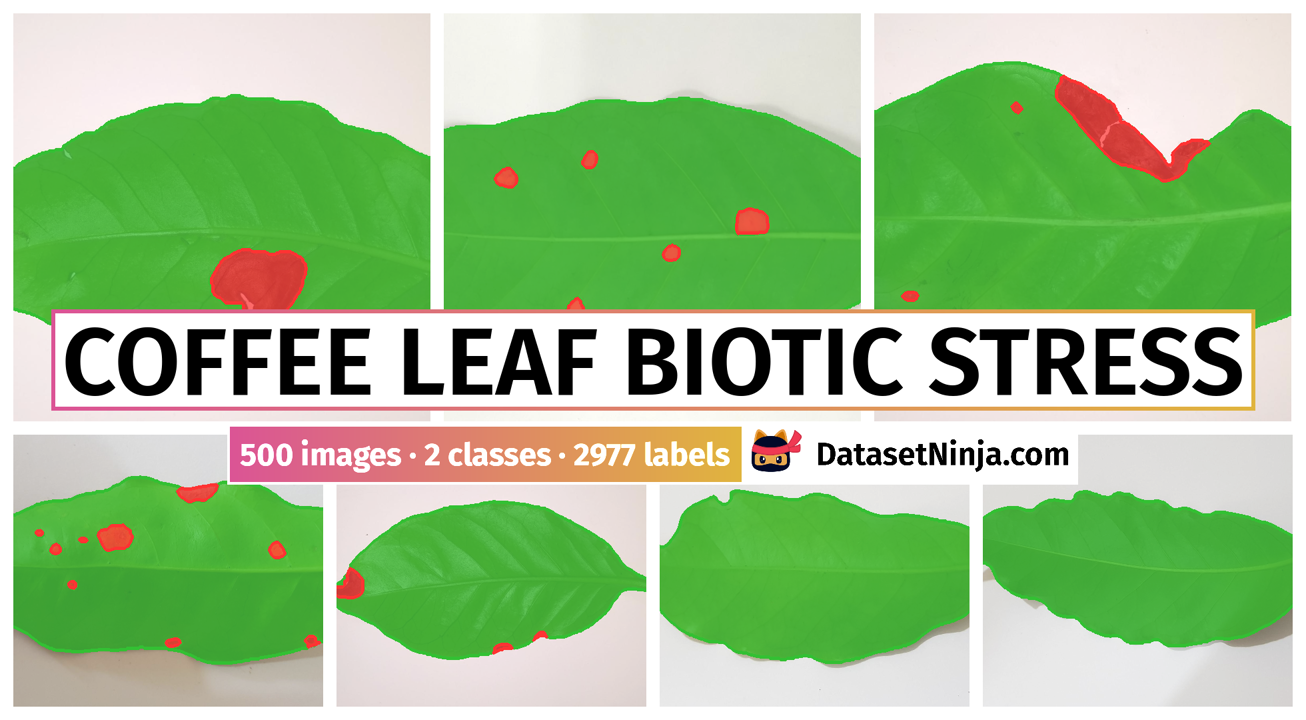 COFFEE LEAF BIOTIC STRESS
500 images · 2 classes · 2977 labels
DatasetNinja.com